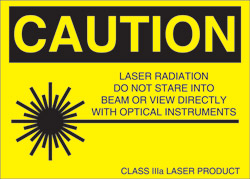 CAUTION
LASER RADIATION
DO NOT STARE INTO
BEAM OR VIEW DIRECTLY
WITH OPTICAL INSTRUMENTS
CLASS IIIa LASER PRODUCT